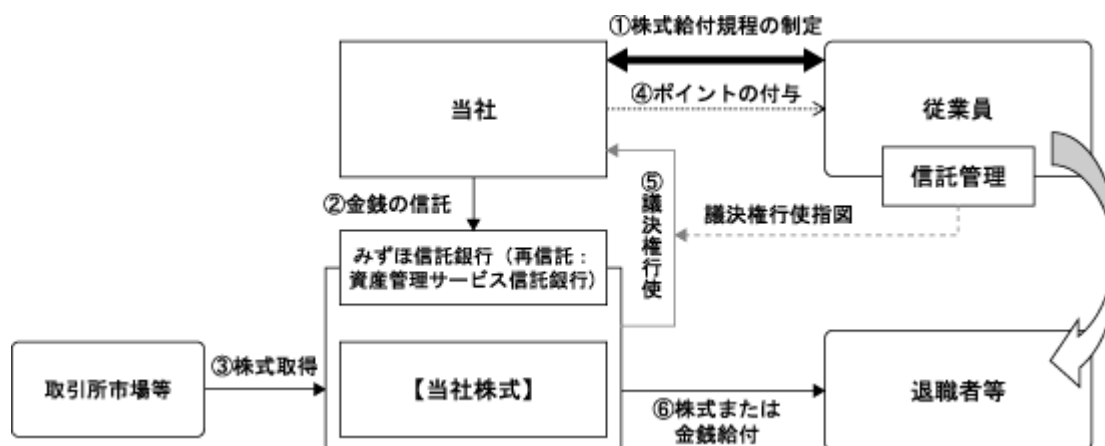 ①株式給付規程の制定
当社
④ポイントの付与
従業員
信託管理
②金銭の信託
⑤議決権行使
議決権行使指図
みずほ信託銀行（再信託：
資産管理サービス信託銀行）
取引所市場等
③株式取得
【当社株式】
⑥株式または
金銭給付
退職者等